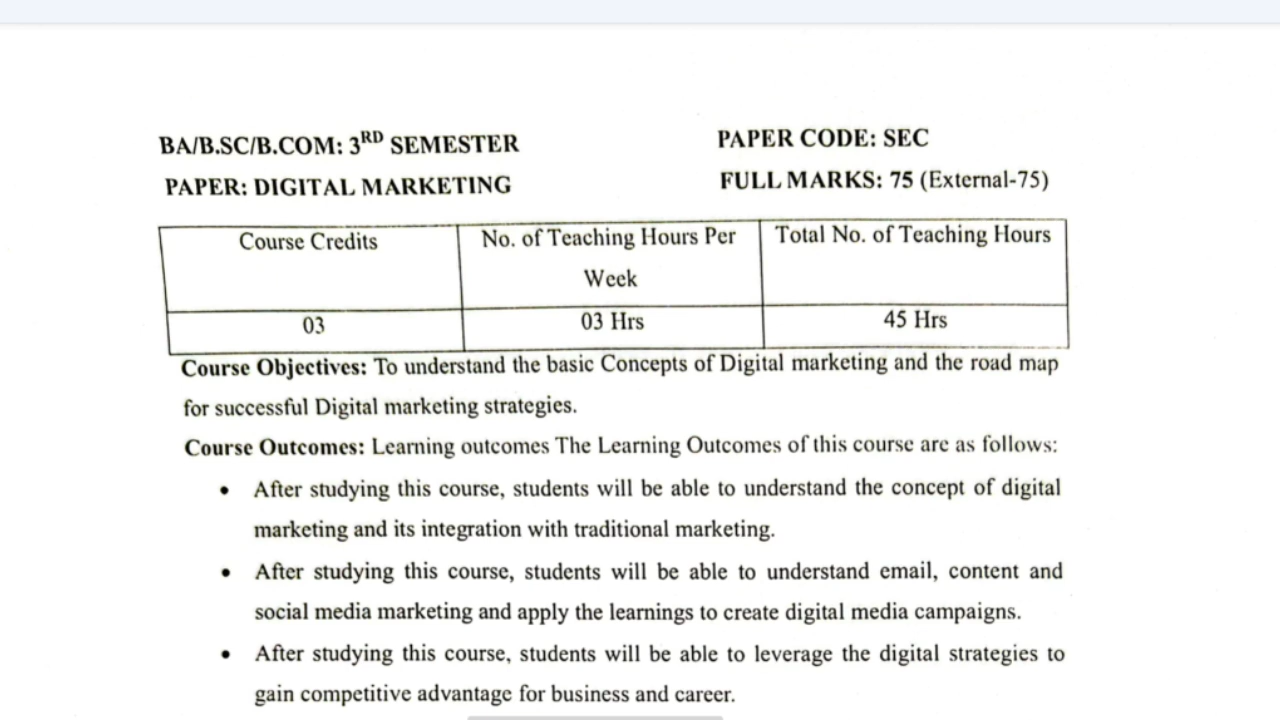 BA/B.SC/B.COM: 3RD SEMESTER
PAPER CODE: SEC
PAPER: DIGITAL MARKETING
FULL MARKS: 75 (External-75)
Course Credits
No. of Teaching Hours Per
Week
Total No. of Teaching Hours
03
03 Hrs
45 Hrs
Course Objectives: To understand the basic Concepts of Digital marketing and the road map
for successful Digital marketing strategies.
Course Outcomes: Learning outcomes The Learning Outcomes of this course are as follows:
• After studying this course, students will be able to understand the concept of digital
marketing and its integration with traditional marketing.
• After studying this course, students will be able to understand email, content and
social media marketing and apply the learnings to create digital media campaigns.
• After studying this course, students will be able to leverage the digital strategies to
gain competitive advantage for business and career.